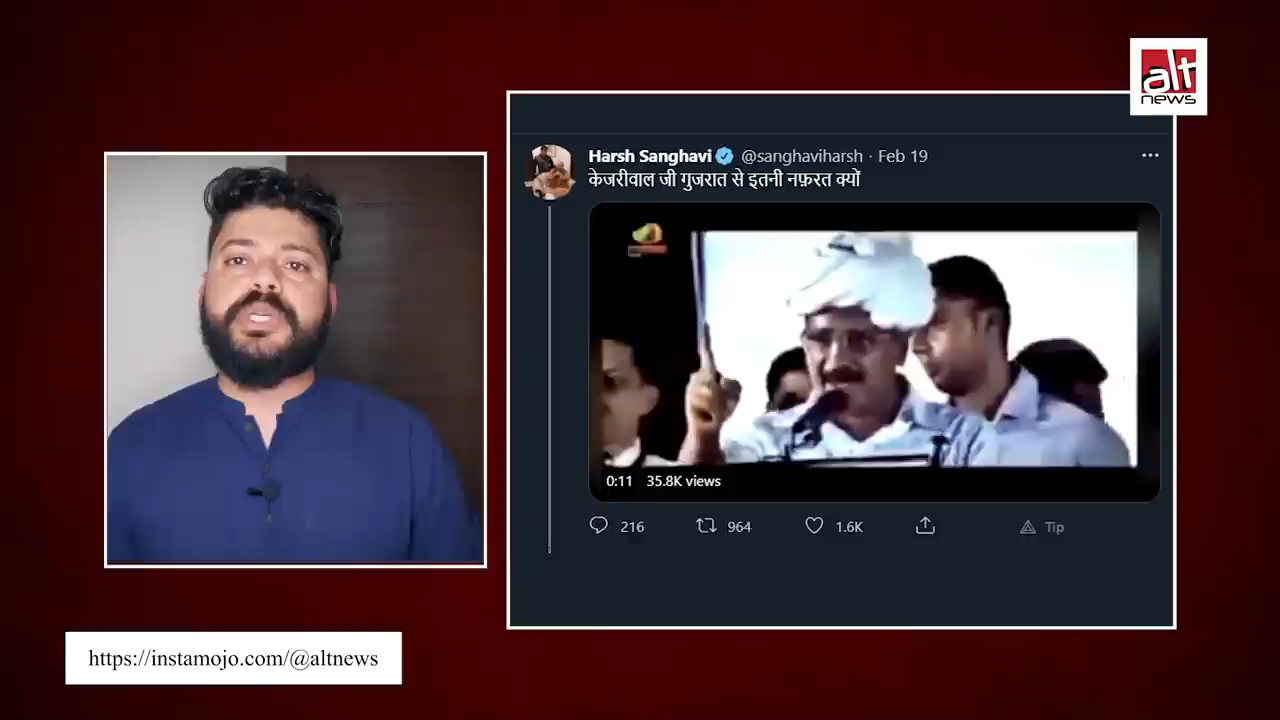 alt
news
Harsh Sanghavi @sanghaviharsh · Feb 19
केजरीवाल जी गुजरात से इतनी नफ़रत क्यों
0:11 35.8K views
216 964 1.6K Tip
https://instamojo.com/@altnews